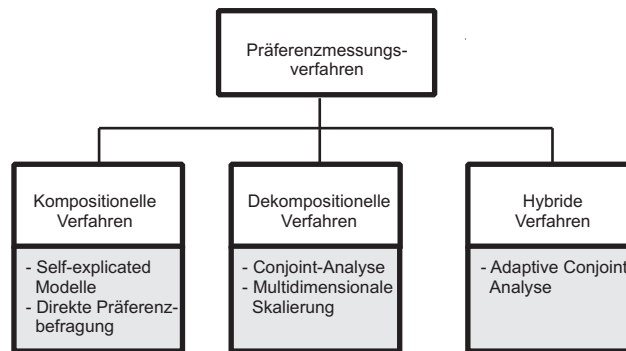 Präferenzmessungs-
verfahren
Kompositionelle
Verfahren
- Self-explicated
Modelle
- Direkte Präferenz-
befragung
Dekompositionelle
Verfahren
- Conjoint-Analyse
- Multidimensionale
Skalierung
Hybride
Verfahren
- Adaptive Conjoint
Analyse